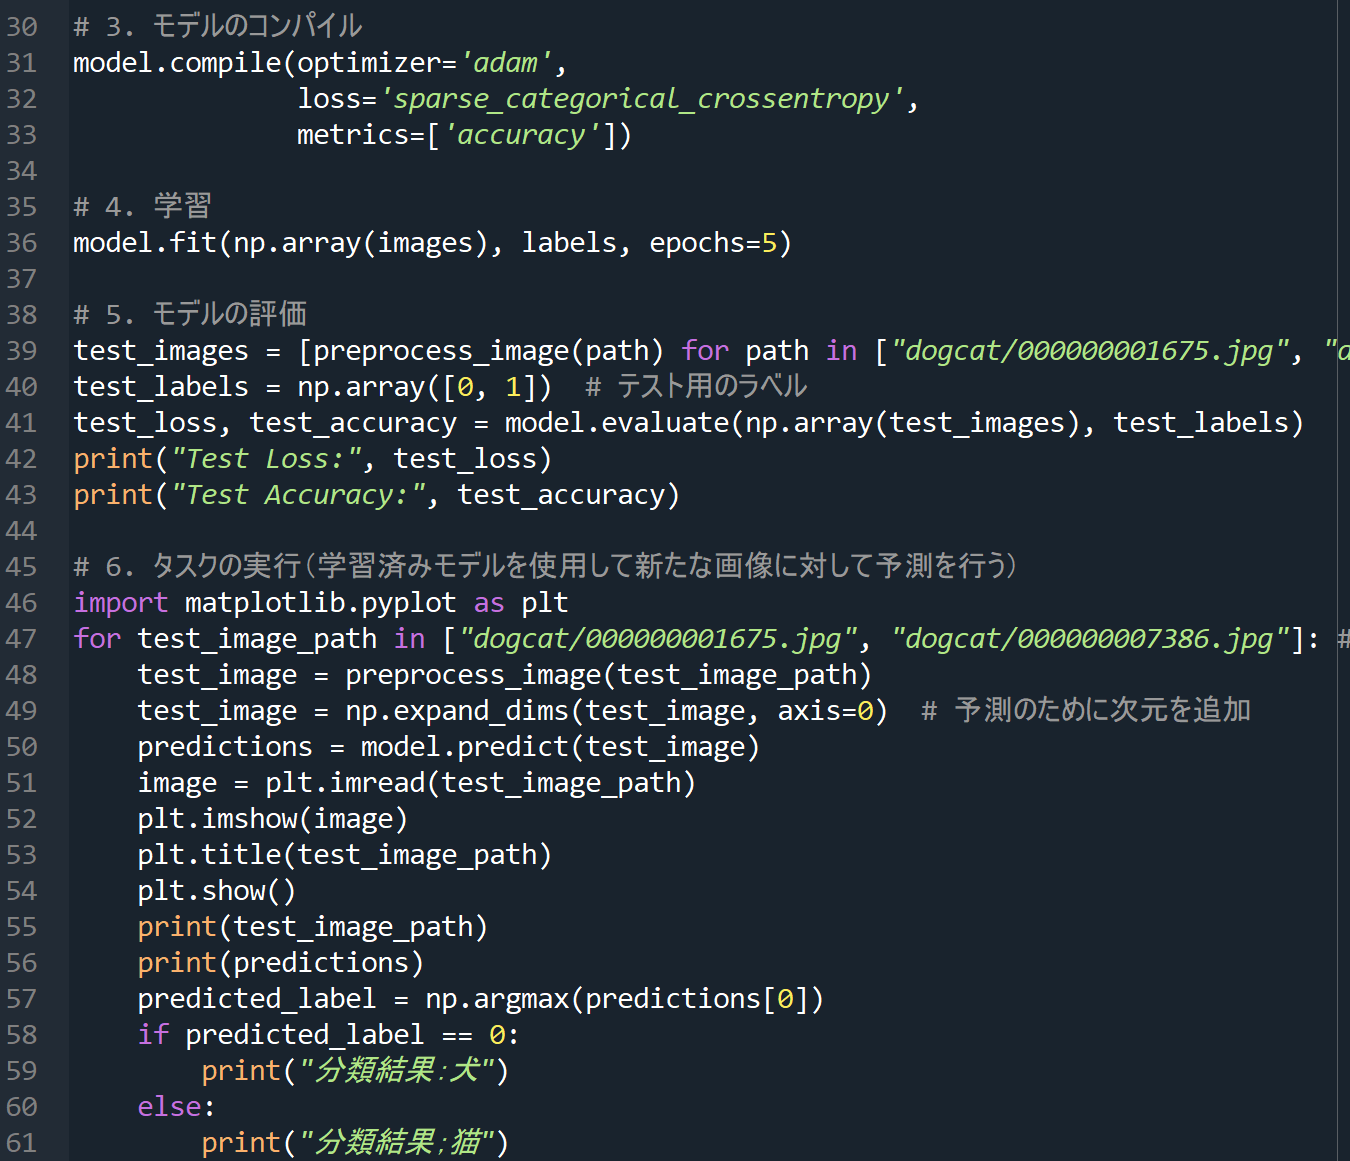 30 # 3. モデルのコンパイル
31 model.compile(optimizer='adam',
32               loss='sparse_categorical_crossentropy',
33               metrics=['accuracy'])
34
35 # 4. 学習
36 model.fit(np.array(images), labels, epochs=5)
37
38 # 5. モデルの評価
39 test_images = [preprocess_image(path) for path in ["dogcat/000000001675.jpg", "d
40 test_labels = np.array([0, 1])  # テスト用のラベル
41 test_loss, test_accuracy = model.evaluate(np.array(test_images), test_labels)
42 print("Test Loss:", test_loss)
43 print("Test Accuracy:", test_accuracy)
44
45 # 6. タスクの実行(学習済みモデルを使用して新たな画像に対して予測を行う)
46 import matplotlib.pyplot as plt
47 for test_image_path in ["dogcat/000000001675.jpg", "dogcat/000000007386.jpg"]: #
48     test_image = preprocess_image(test_image_path)
49     test_image = np.expand_dims(test_image, axis=0)  # 予測のために次元を追加
50     predictions = model.predict(test_image)
51     image = plt.imread(test_image_path)
52     plt.imshow(image)
53     plt.title(test_image_path)
54     plt.show()
55     print(test_image_path)
56     print(predictions)
57     predicted_label = np.argmax(predictions[0])
58     if predicted_label == 0:
59         print("分類結果:犬")
60     else:
61         print("分類結果;猫")